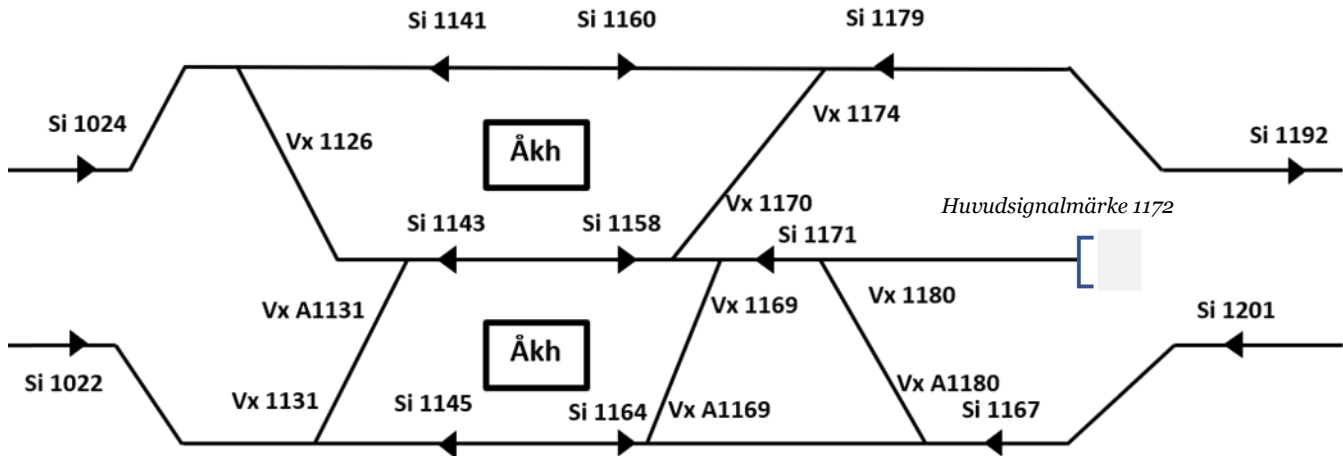 Si 1141
Si 1160
Si 1179
Si 1024
Vx 1126
Åkh
Vx 1174
Si 1192
Si 1143
Si 1158
Vx 1170
Huvudsignalmärke 1172
Si 1171
Vx A1131
Vx 1169
Vx 1180
Si 1201
Åkh
Si 1022
Vx 1131
Si 1145
Si 1164
Vx A1169
Vx A1180
Si 1167